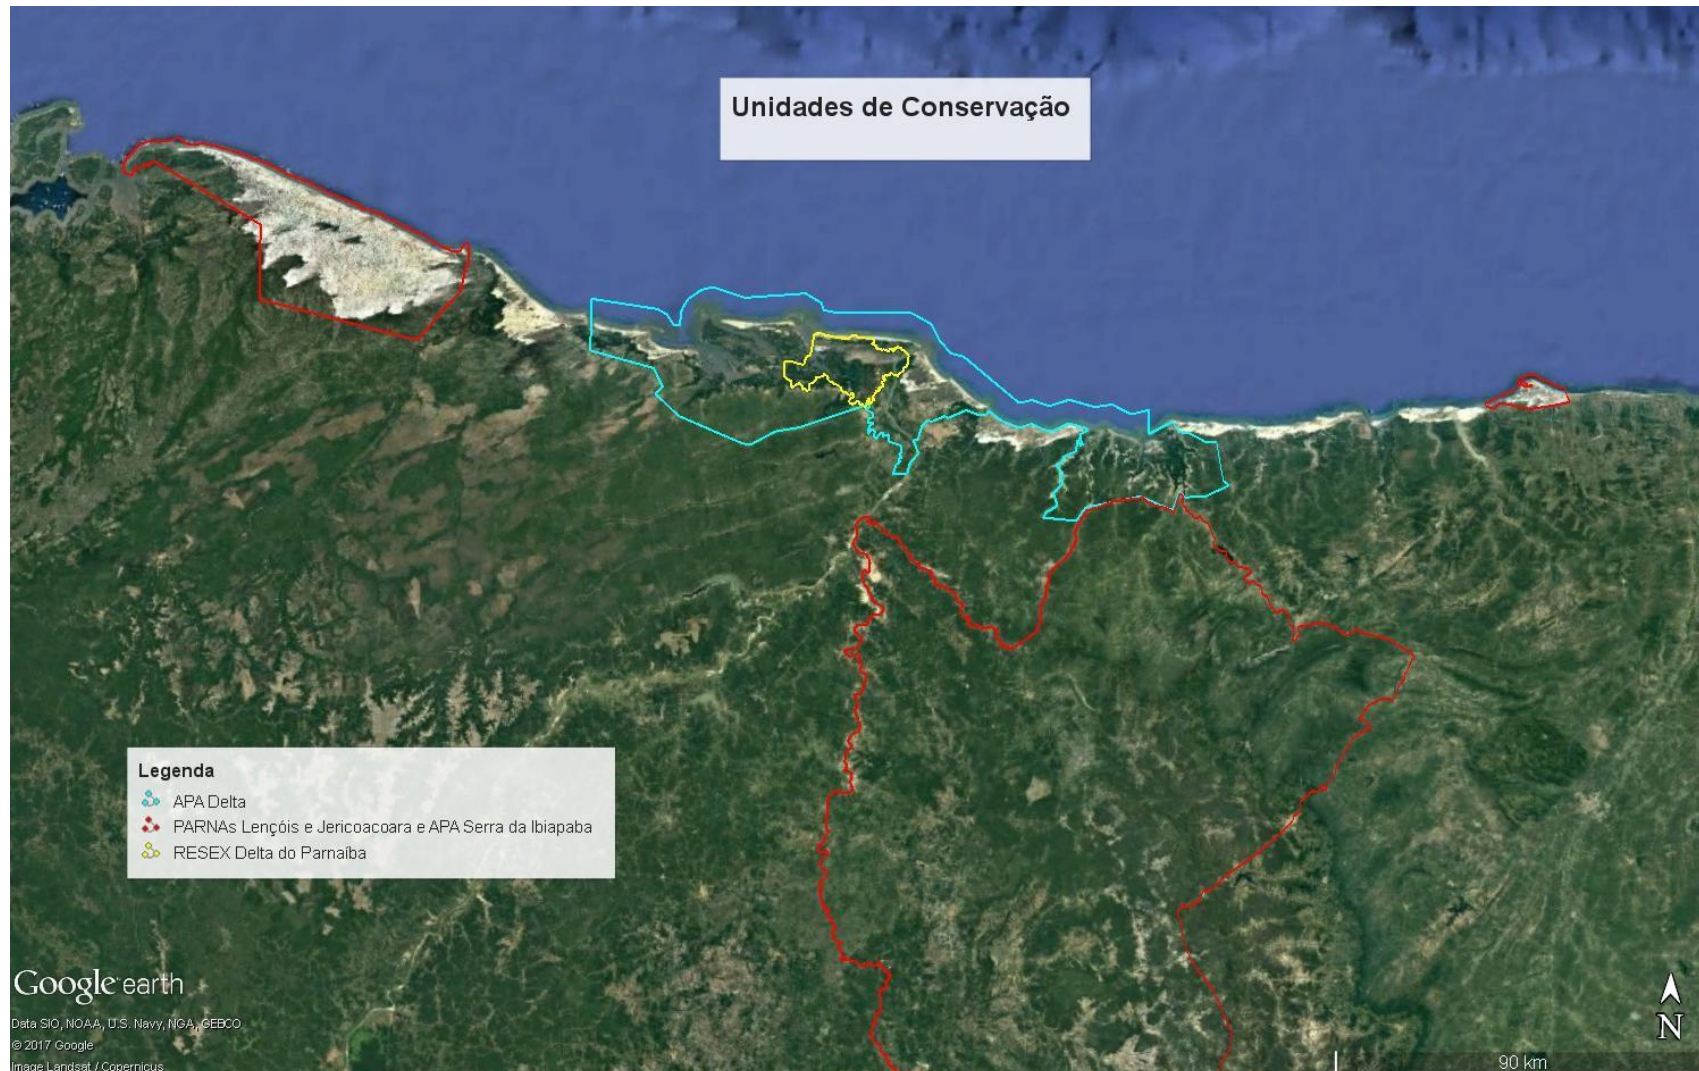 Unidades de Conservação
Legenda
APA Delta
PARNAs Lençóis e Jericoacoara e APA Serra da Ibiapaba
RESEX Delta do Parnaíba
Google earth
Data SIO, NOAA, U.S. Navy, NGA, GEBCO
© 2017 Google
Image Landsat / Copernicus
N
90 km